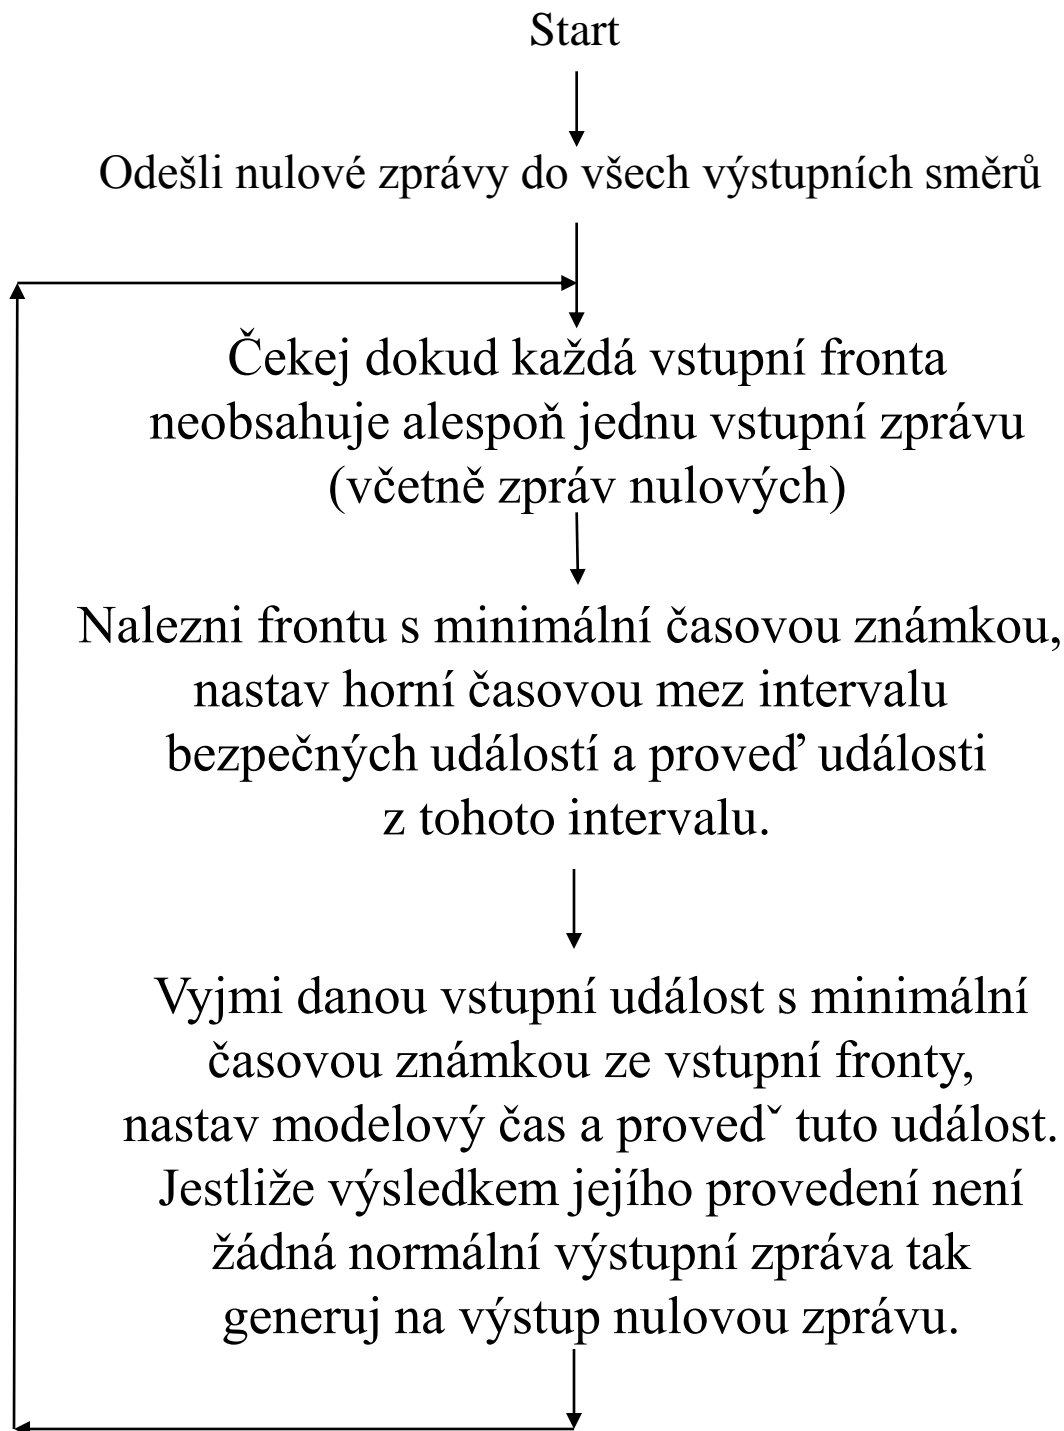 Start
Odešli nulové zprávy do všech výstupních směrů
Čekej dokud každá vstupní fronta
neobsahuje alespoň jednu vstupní zprávu
(včetně zpráv nulových)
Nalezni frontu s minimální časovou známkou,
nastav horní časovou mez intervalu
bezpečných událostí a proveď události
z tohoto intervalu.
Vyjmi danou vstupní událost s minimální
časovou známkou ze vstupní fronty,
nastav modelový čas a provedˇ tuto událost.
Jestliže výsledkem jejího provedení není
žádná normální výstupní zpráva tak
generuj na výstup nulovou zprávu.